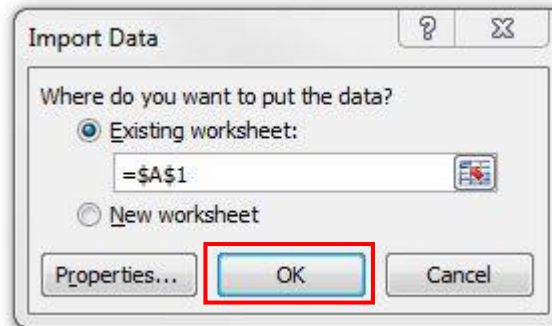 Import Data
Where do you want to put the data?
Existing worksheet:
=$A$1
New worksheet
Properties... OK Cancel